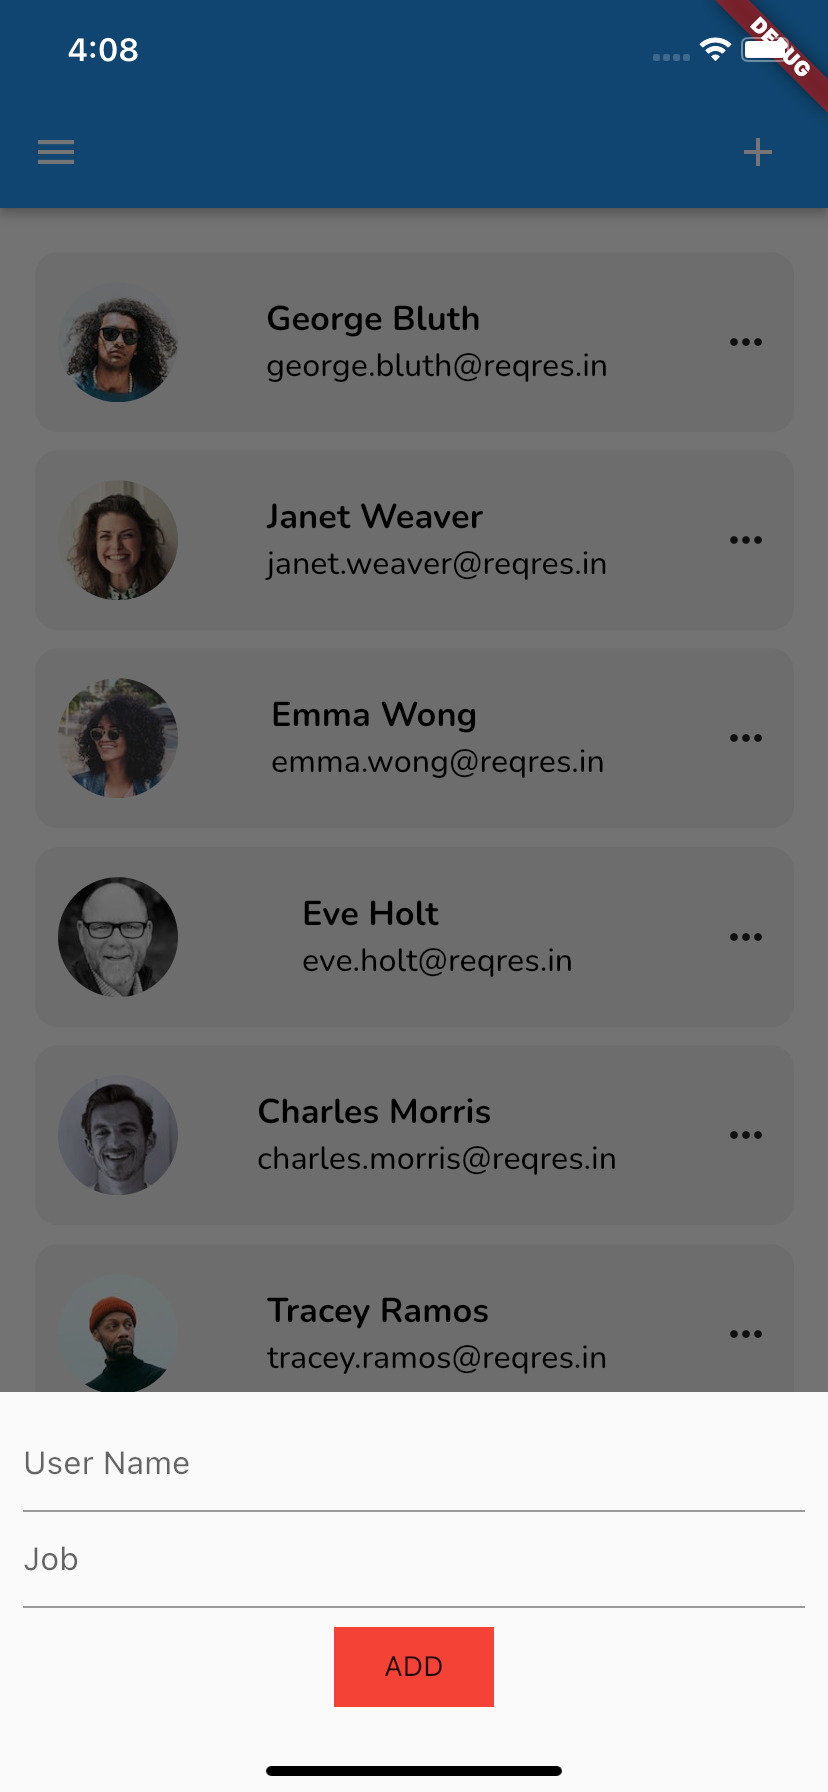 4:08
DEBUG
George Bluth
george.bluth@reqres.in
Janet Weaver
janet.weaver@reqres.in
Emma Wong
emma.wong@reqres.in
Eve Holt
eve.holt@reqres.in
Charles Morris
charles.morris@reqres.in
Tracey Ramos
tracey.ramos@reqres.in
User Name
Job
ADD